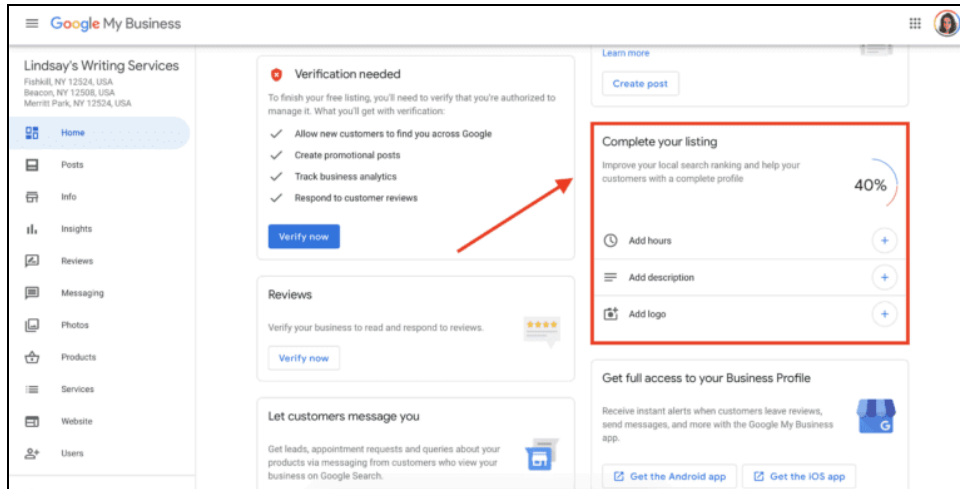 Google My Business
Lindsay's Writing Services
Fishkill, NY 12524, USA
Beacon, NY 12508, USA
Merritt Park, NY 12524, USA
Home
Posts
Info
Insights
Reviews
Messaging
Photos
Products
Services
Website
Users
Verification needed
To finish your free listing, you'll need to verify that you're authorized to
manage it. What you'll get with verification:
Allow new customers to find you across Google
Create promotional posts
Track business analytics
Respond to customer reviews
Verify now
Reviews
Verify your business to read and respond to reviews.
Verify now
Let customers message you
Get leads, appointment requests and queries about your
products via messaging from customers who view your
business on Google Search.
Learn more
Create post
Complete your listing
Improve your local search ranking and help your
customers with a complete profile
40%
Add hours
Add description
Add logo
Get full access to your Business Profile
Receive instant alerts when customers leave reviews,
send messages, and more with the Google My Business
app.
G
Get the Android app
Get the iOS app